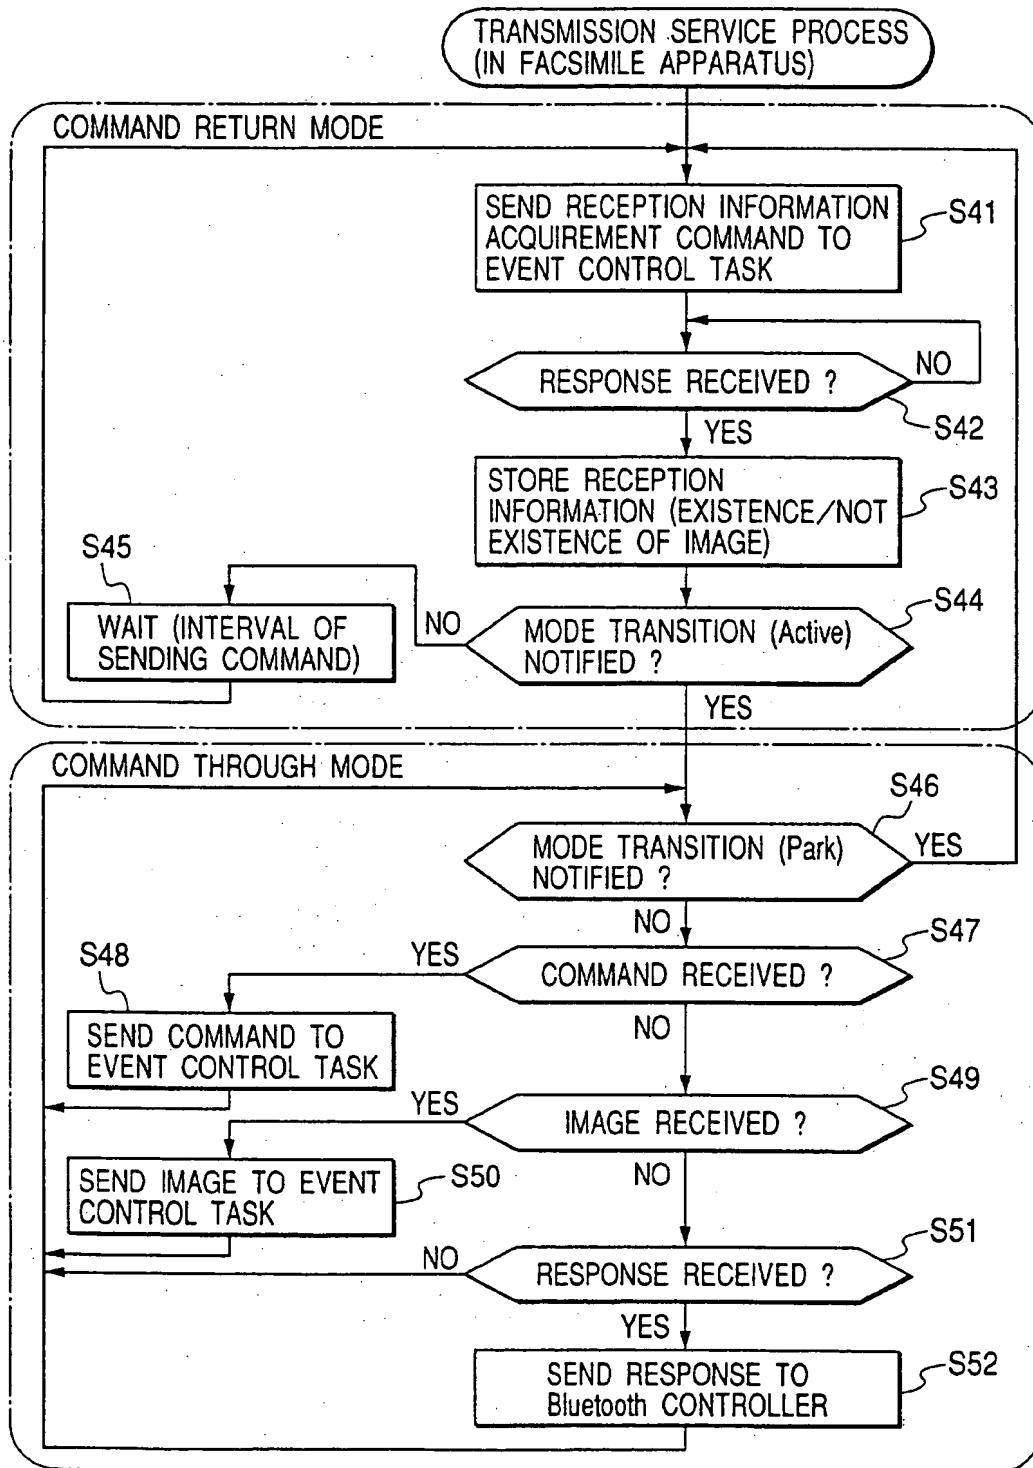 TRANSMISSION SERVICE PROCESS
(IN FACSIMILE APPARATUS)
COMMAND RETURN MODE
SEND RECEPTION INFORMATION
ACQUIREMENT COMMAND TO
EVENT CONTROL TASK
S41
RESPONSE RECEIVED ?
NO
S42
YES
STORE RECEPTION
INFORMATION (EXISTENCE/NOT
EXISTENCE OF IMAGE)
S43
S45
WAIT (INTERVAL OF
SENDING COMMAND)
NO
MODE TRANSITION (Active)
NOTIFIED ?
S44
YES
COMMAND THROUGH MODE
S46
MODE TRANSITION (Park)
NOTIFIED ?
YES
NO
S47
S48
YES
COMMAND RECEIVED ?
NO
SEND COMMAND TO
EVENT CONTROL TASK
S49
YES
IMAGE RECEIVED ?
NO
SEND IMAGE TO EVENT
CONTROL TASK
S50
S51
NO
RESPONSE RECEIVED ?
YES
SEND RESPONSE TO
Bluetooth CONTROLLER
S52